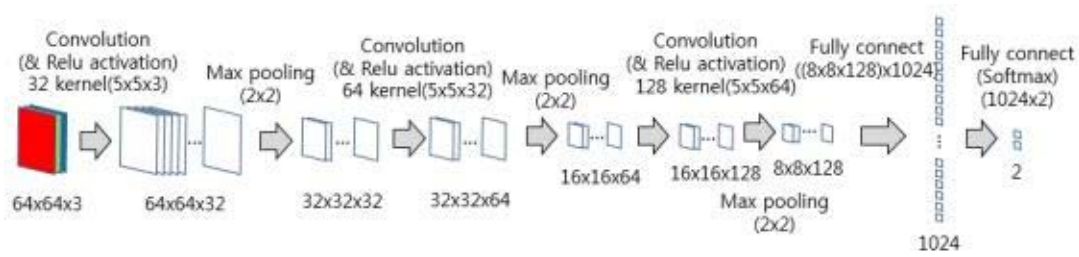 Convolution
(& Relu activation)
32 kernel(5x5x3)
Max pooling
(2x2)
Convolution
(& Relu activation)
64 kernel(5x5x32)
Max pooling
(2x2)
Convolution
(& Relu activation)
128 kernel(5x5x64)
Fully connect
((8x8x128)x1024)
Fully connect
(Softmax)
(1024x2)
...
...
...
...
...
...
...
64x64x3
64x64x32
32x32x32
32x32x64
16x16x64
16x16x128
8x8x128
Max pooling
(2x2)
1024
2